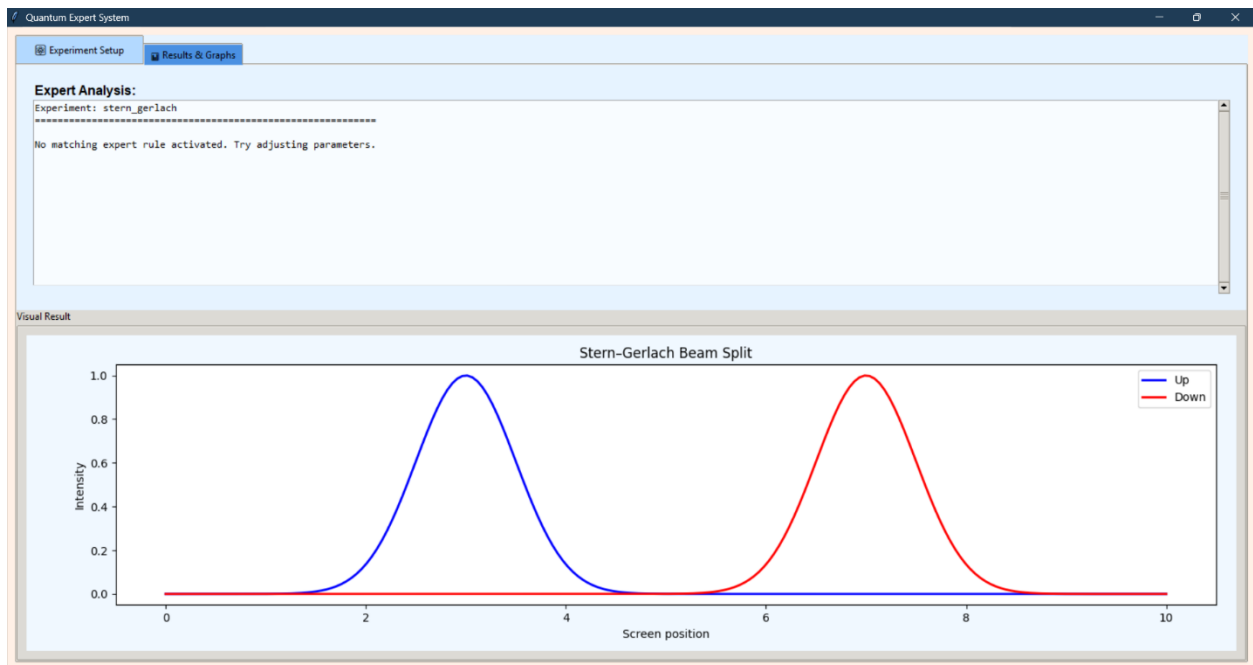 Quantum Expert System
Experiment Setup
Results & Graphs
Expert Analysis:
Experiment: stern_gerlach
============================================================
No matching expert rule activated. Try adjusting parameters.
Visual Result
Stern–Gerlach Beam Split
Up
Down
1.0
0.8
0.6
0.4
0.2
0.0
Intensity
0 2 4 6 8 10
Screen position